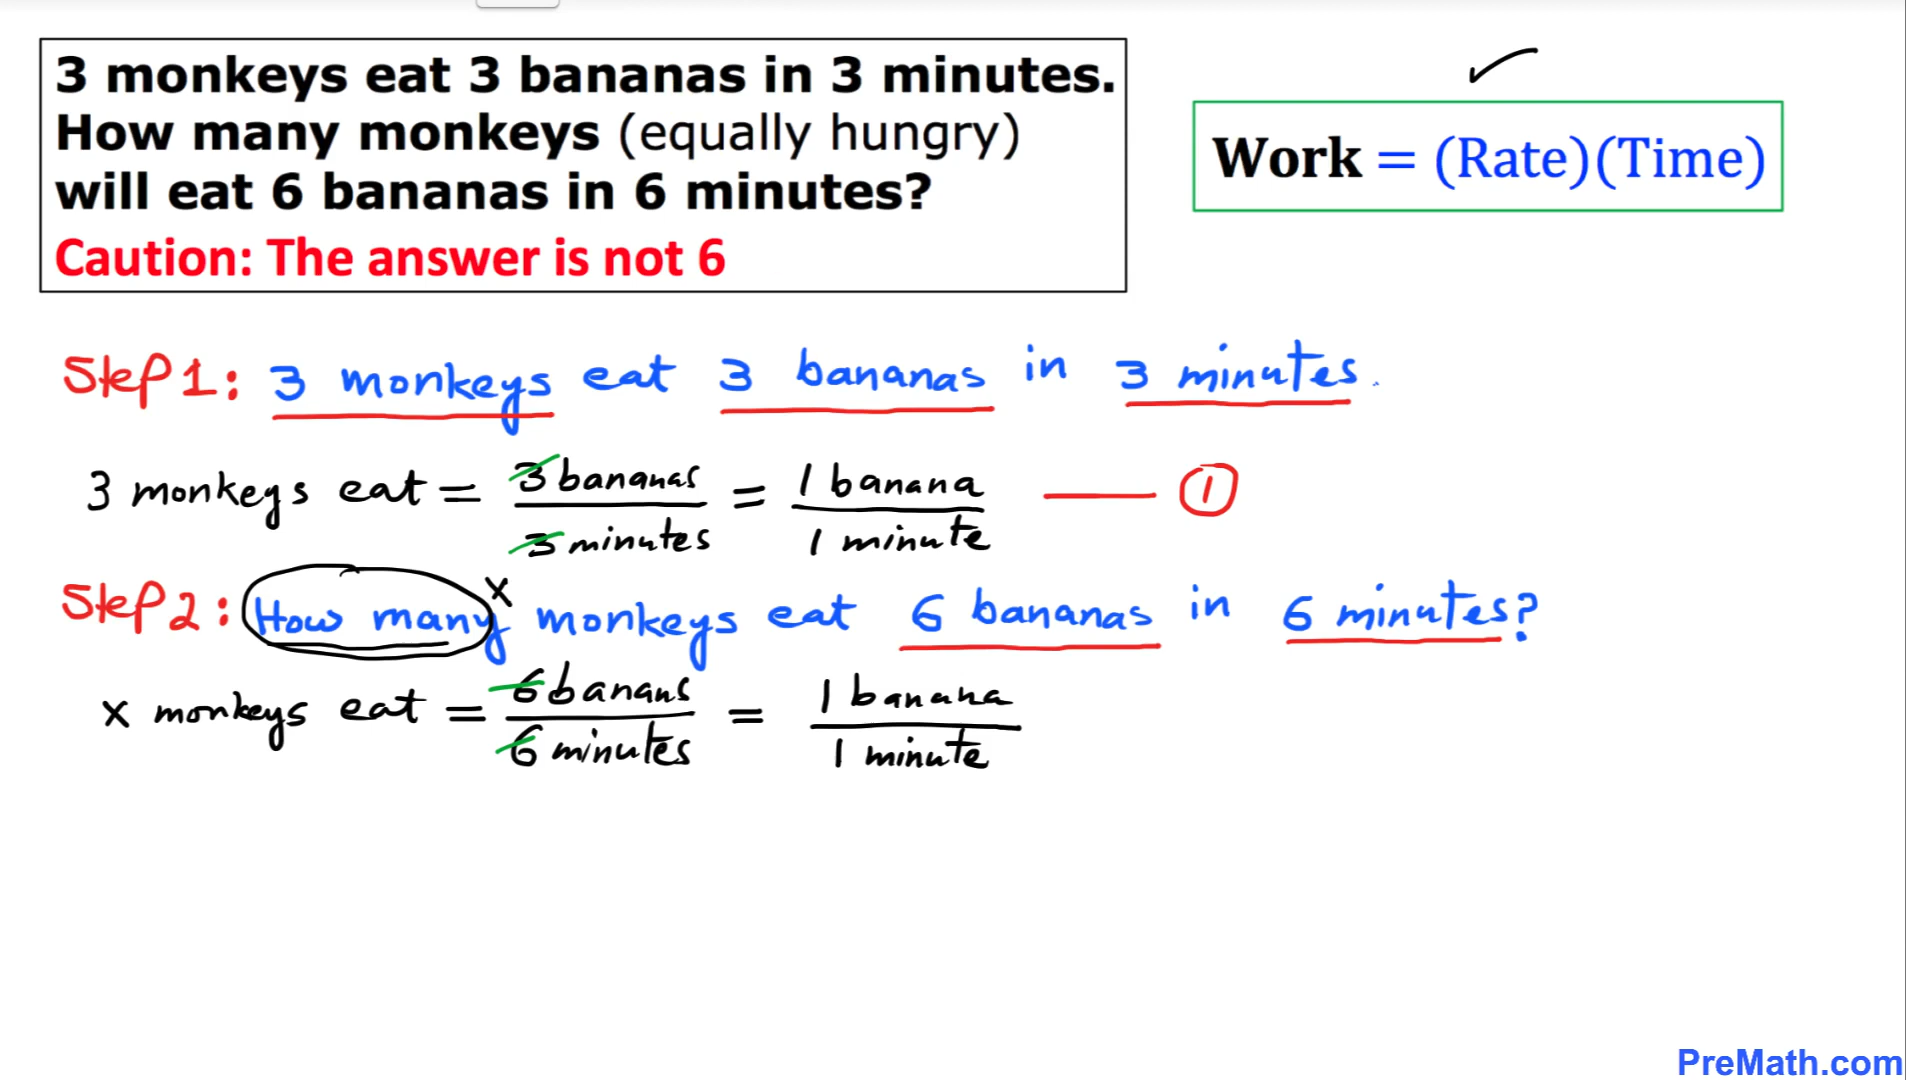 3 monkeys eat 3 bananas in 3 minutes.
How many monkeys (equally hungry)
will eat 6 bananas in 6 minutes?
Caution: The answer is not 6
Work = (Rate)(Time)
Step 1: 3 monkeys eat 3 bananas in 3 minutes.
3 monkeys eat = 3 bananas / 3 minutes = 1 banana / 1 minute — ①
Step 2: How many x monkeys eat 6 bananas in 6 minutes?
x monkeys eat = 6 banans / 6 minutes = 1 banana / 1 minute
PreMath.com